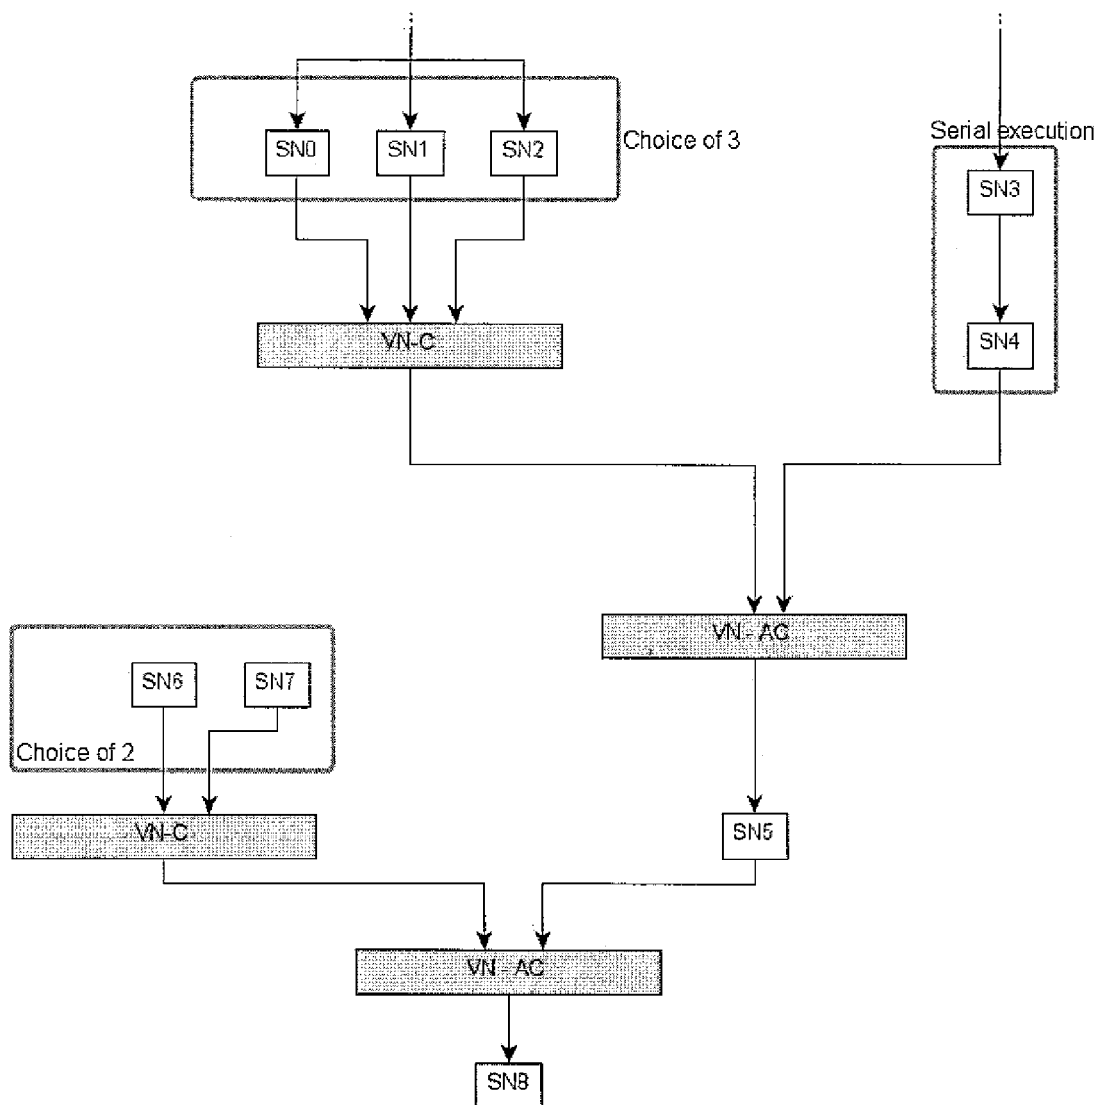 SN0 SN1 SN2
Choice of 3
Serial execution
SN3
VN-C
SN4
VN - AC
SN6 SN7
Choice of 2
VN-C
SN5
VN - AC
SN8